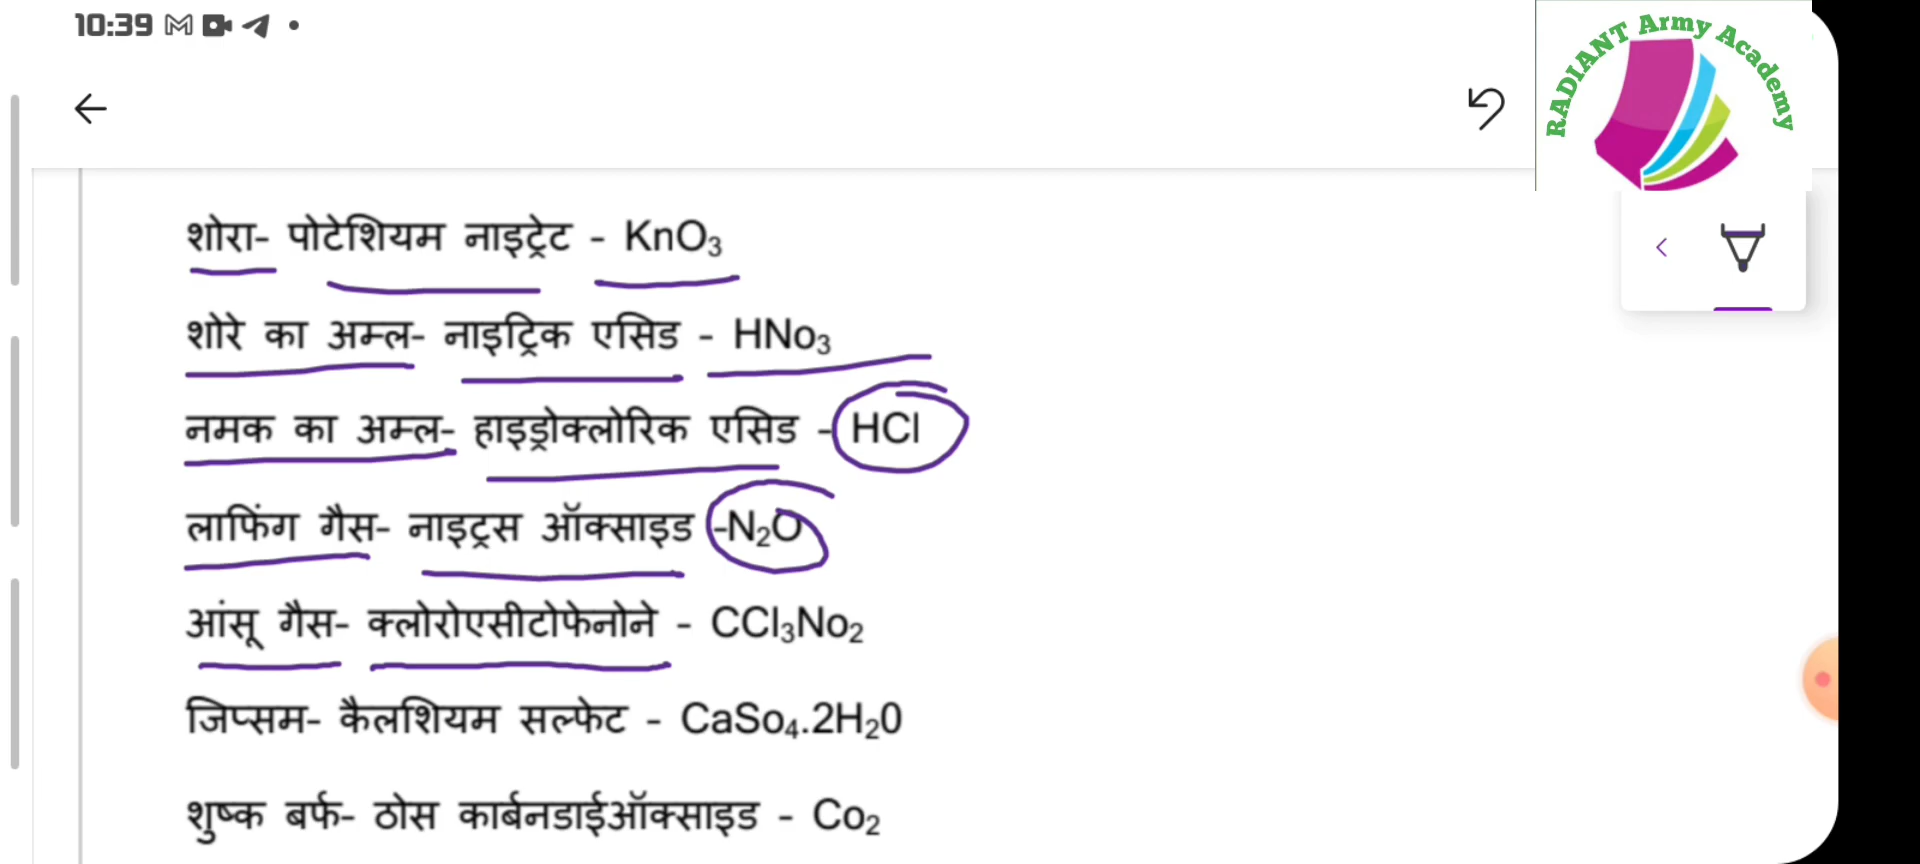 10:39
RADIANT Army Academy
शोरा- पोटेशियम नाइट्रेट - KnO₃
शोरे का अम्ल- नाइट्रिक एसिड - HNo₃
नमक का अम्ल- हाइड्रोक्लोरिक एसिड - HCl
लाफिंग गैस- नाइट्रस ऑक्साइड -N₂O
आंसू गैस- क्लोरोएसीटोफेनोने - CCl₃No₂
जिप्सम- कैलशियम सल्फेट - CaSo₄.2H₂0
शुष्क बर्फ- ठोस कार्बनडाईऑक्साइड - Co₂